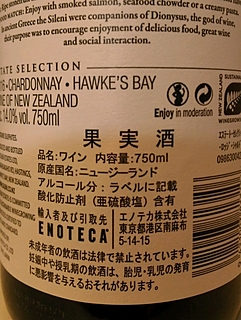 MATCH: Enjoy with smoked salmon, seafood chowder or a creamy pasta.
In ancient Greece the Sileni were companions of Dionysus, the god of wine,
their purpose was to encourage enjoyment of delicious food, great wine
and social interaction.
ESTATE SELECTION
CHARDONNAY • HAWKE'S BAY
WINE OF NEW ZEALAND
14.0% vol. 750ml
Enjoy in moderation
NEW ZEALAND
果実酒
品名:ワイン 内容量:750ml
原産国名:ニュージーランド
アルコール分:ラベルに記載
酸化防止剤(亜硫酸塩)含有
輸入者及び引取先
ENOTECA
エノテカ株式会社
東京都港区南麻布
5-14-15
未成年者の飲酒は法律で禁止されています。
妊娠中や授乳期の飲酒は、胎児・乳児の発育
に悪影響を与えるおそれがあります。